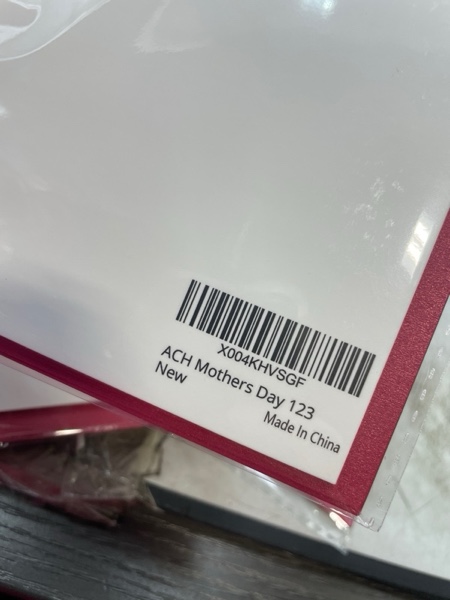 X004KHVSGF
ACH Mothers Day 123
New
Made In China